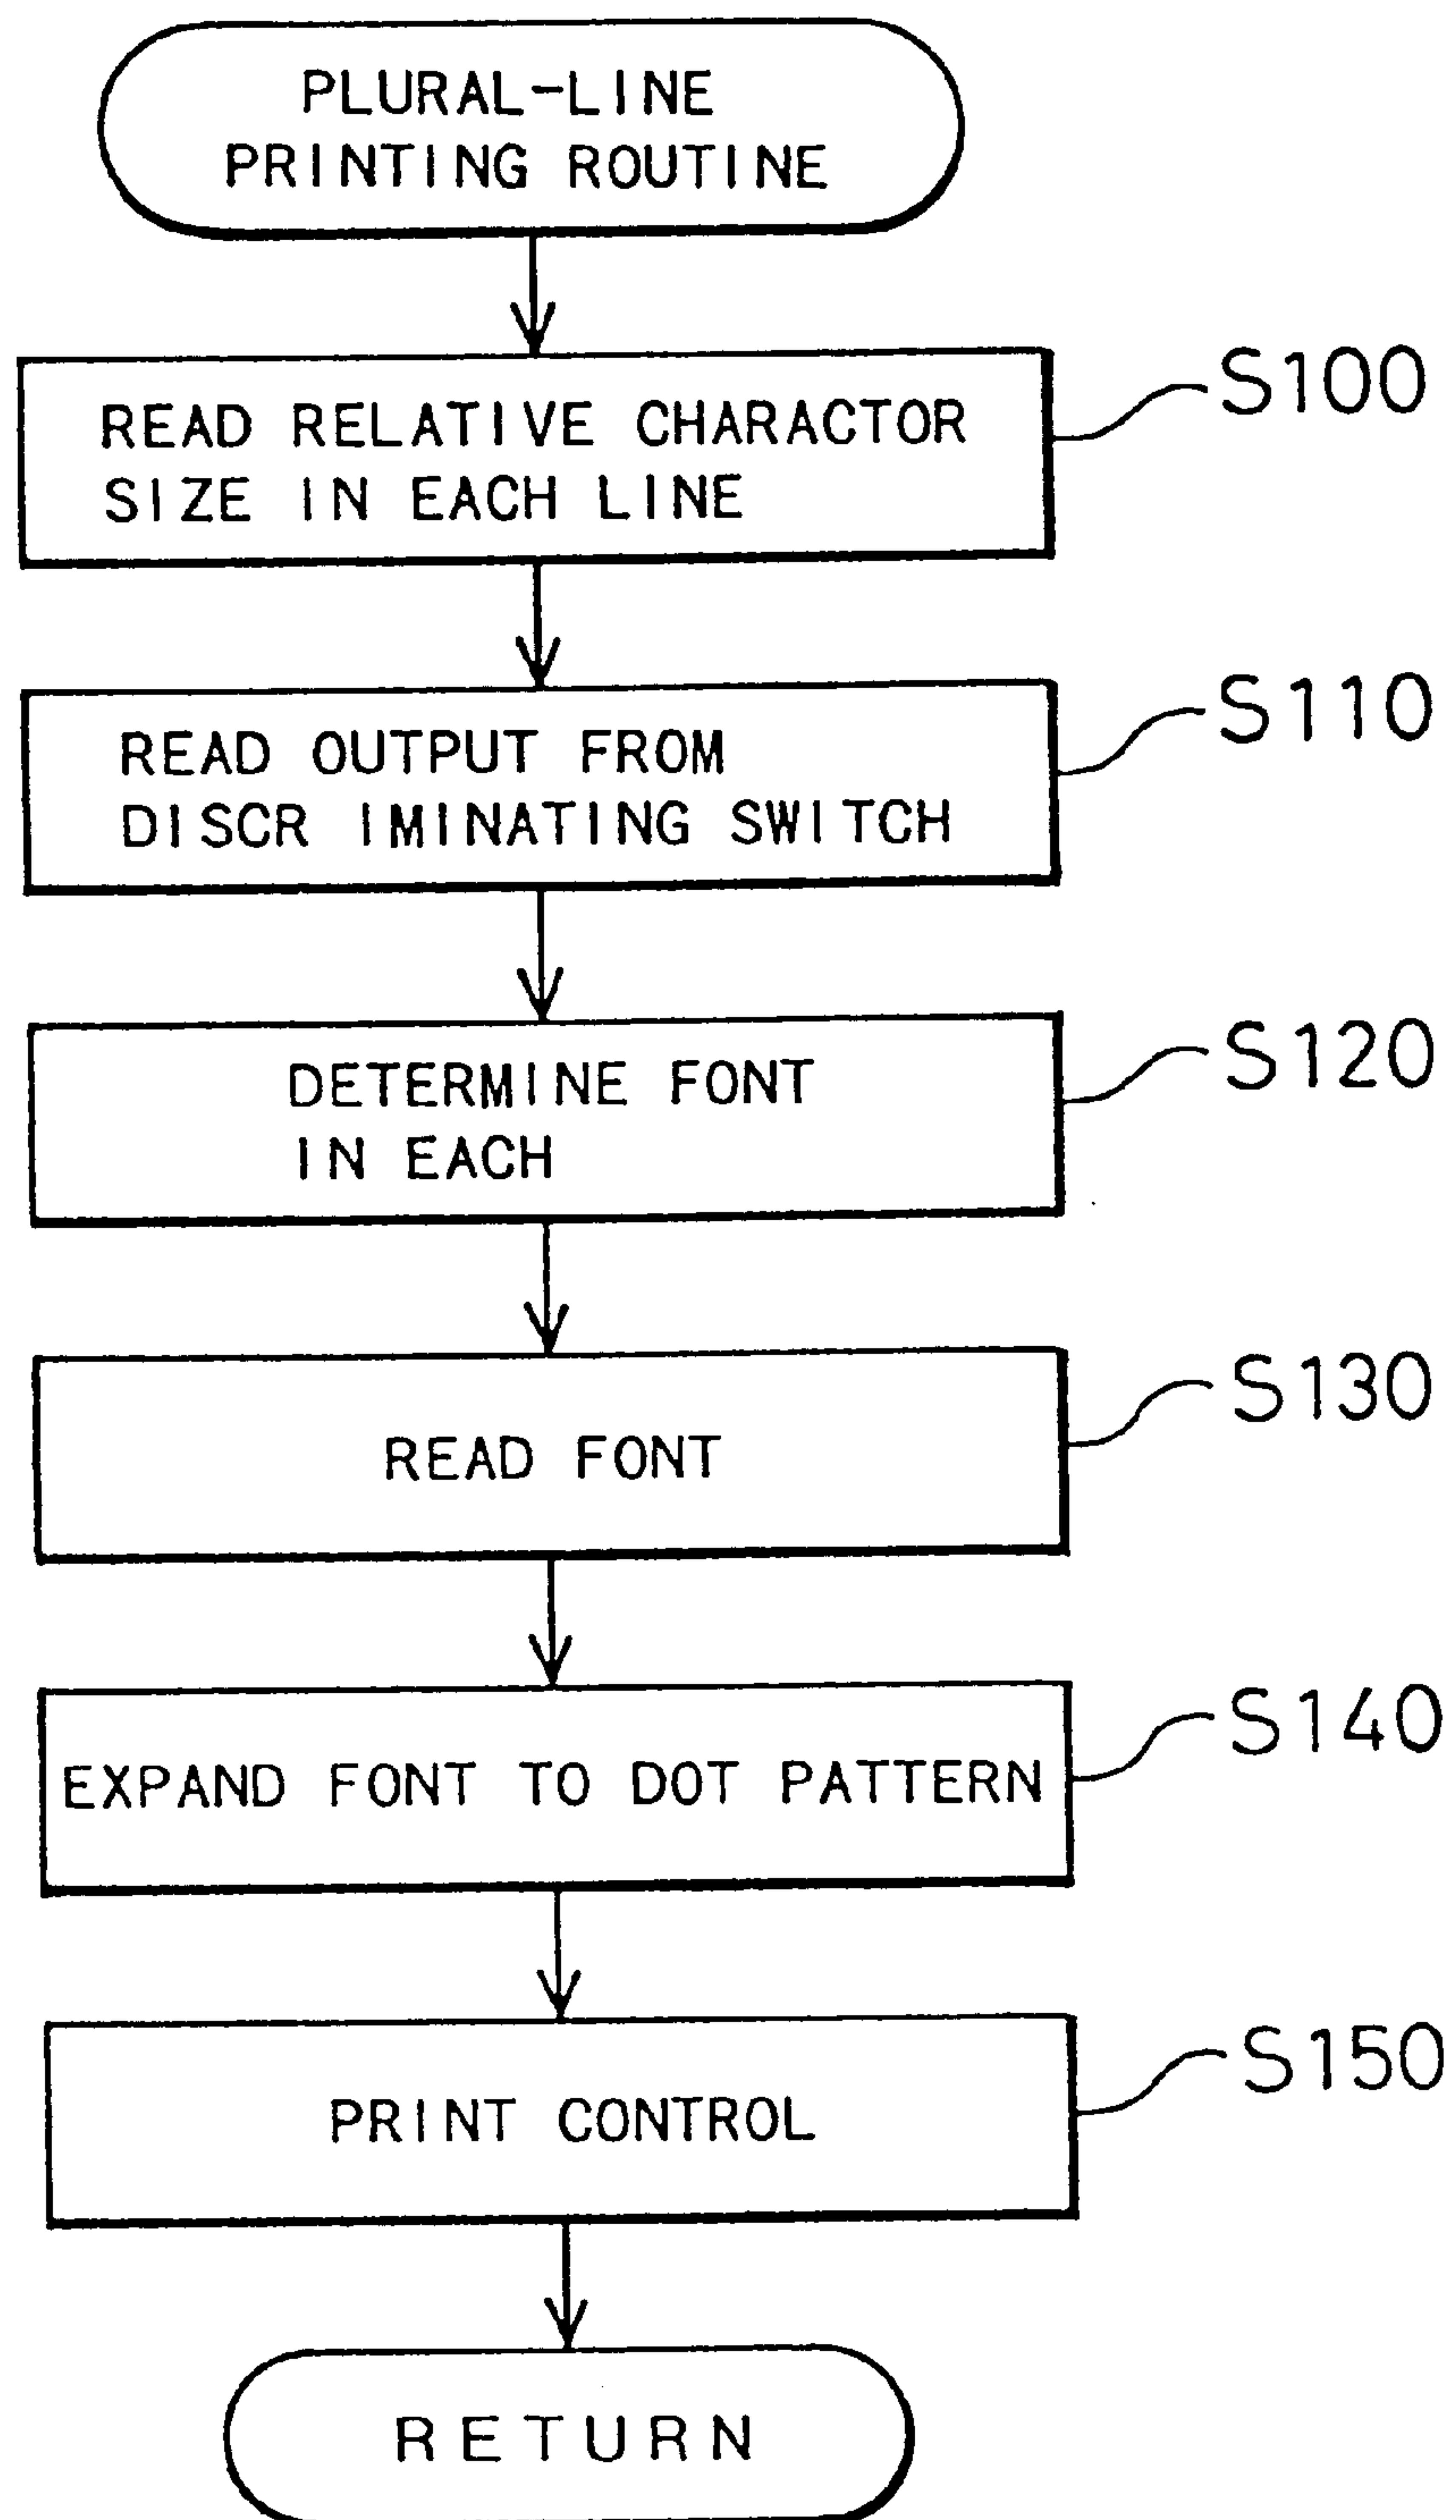 PLURAL-LINE
PRINTING ROUTINE
READ RELATIVE CHARACTOR
SIZE IN EACH LINE
S100
READ OUTPUT FROM
DISCR IMINATING SWITCH
S110
DETERMINE FONT
IN EACH
S120
READ FONT
S130
EXPAND FONT TO DOT PATTERN
S140
PRINT CONTROL
S150
RETURN